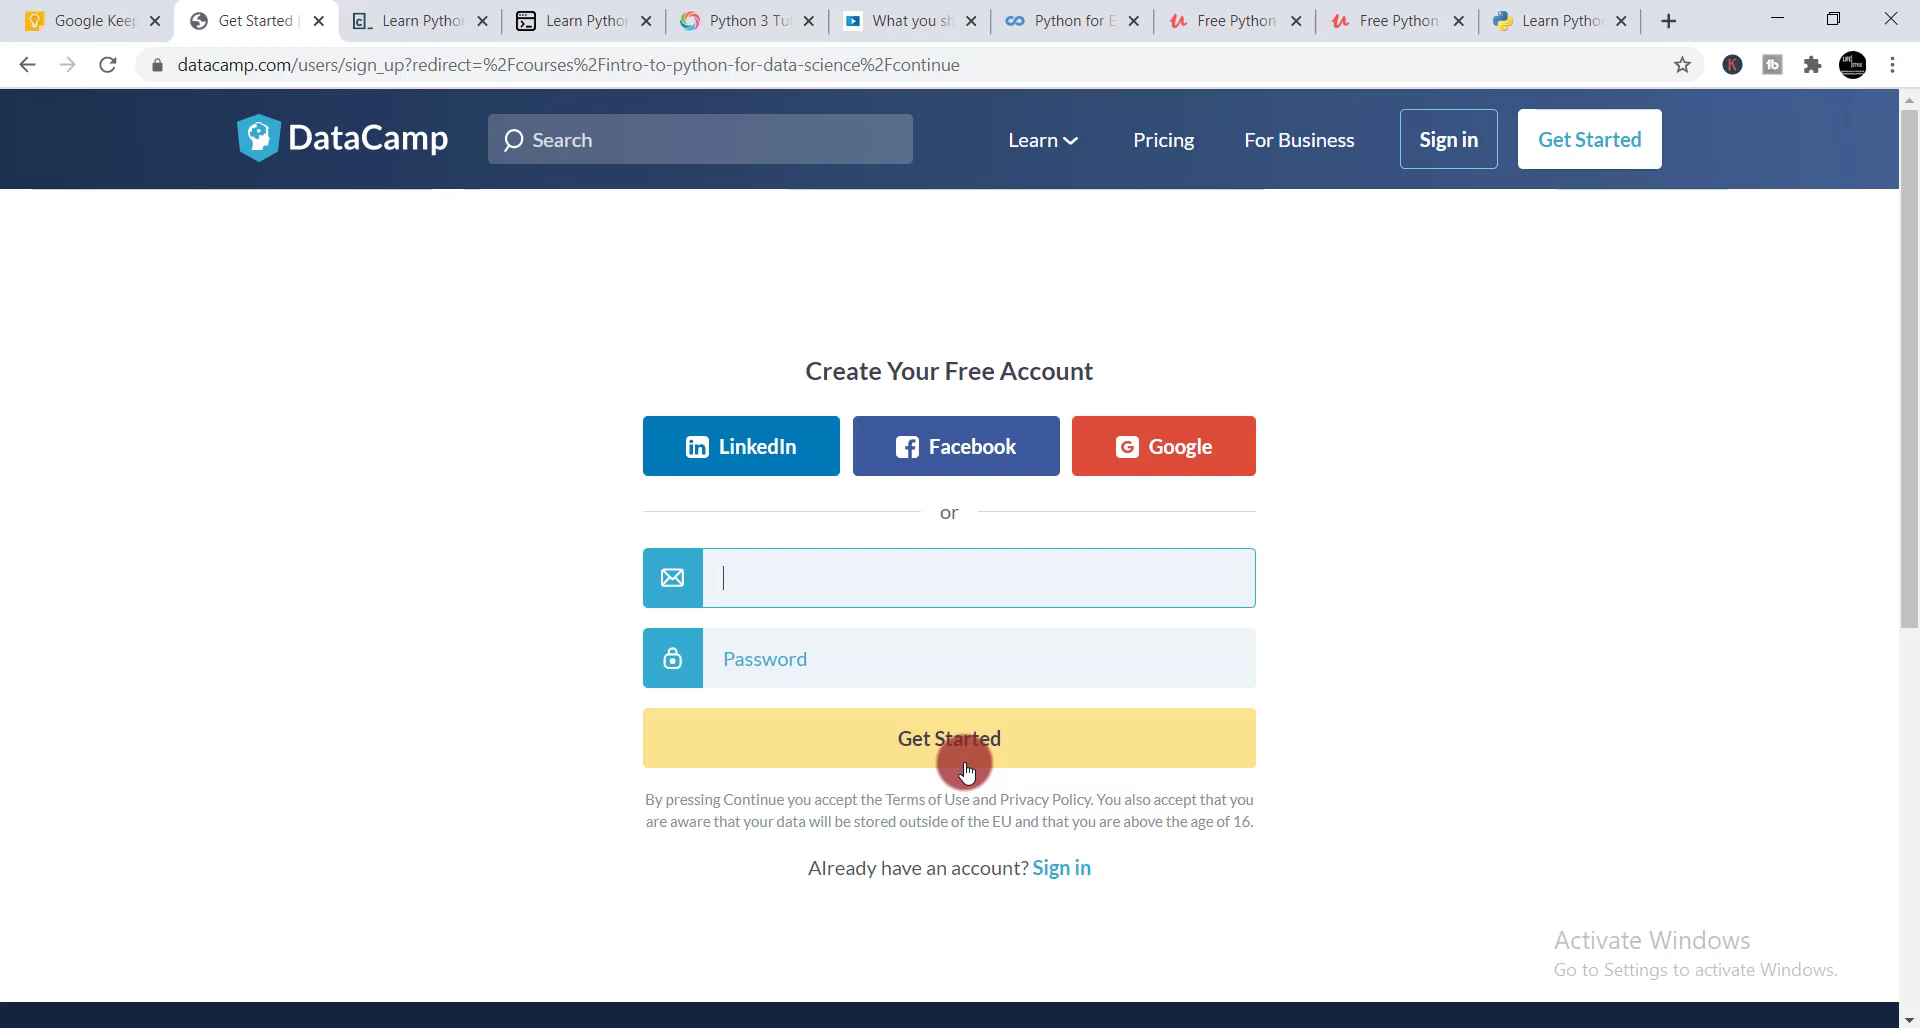 Google Keep
Get Started
Learn Pytho
Learn Pytho
Python 3 Tu
What you s
Python for E
Free Python
Free Python
Learn Pytho
datacamp.com/users/sign_up?redirect=%2Fcourses%2Fintro-to-python-for-data-science%2Fcontinue
DataCamp
Search
Learn
Pricing
For Business
Sign in
Get Started
Create Your Free Account
LinkedIn
Facebook
Google
or
Password
Get Started
By pressing Continue you accept the Terms of Use and Privacy Policy. You also accept that you
are aware that your data will be stored outside of the EU and that you are above the age of 16.
Already have an account? Sign in
Activate Windows
Go to Settings to activate Windows.